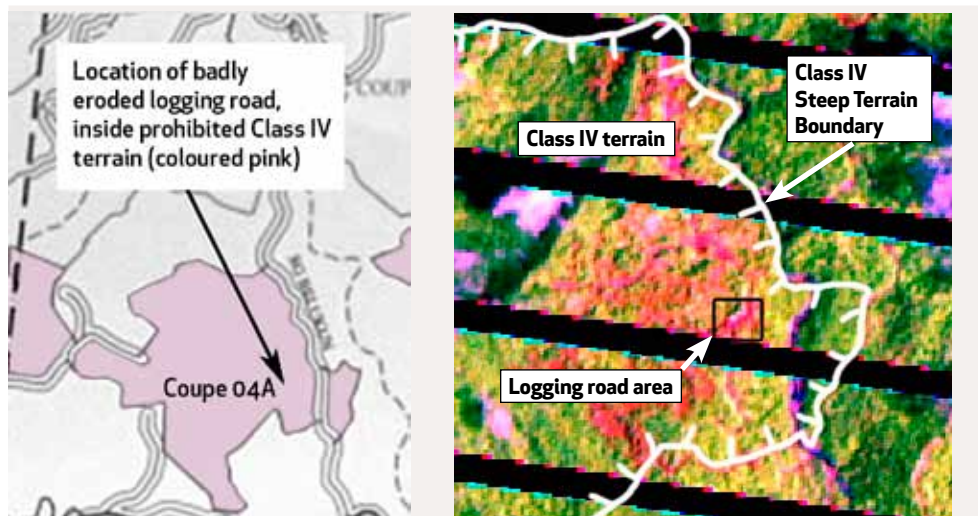 Location of badly
eroded logging road,
inside prohibited Class IV
terrain (coloured pink)
COUP
Coupe 04A
Class IV
Steep Terrain
Boundary
Class IV terrain
Logging road area